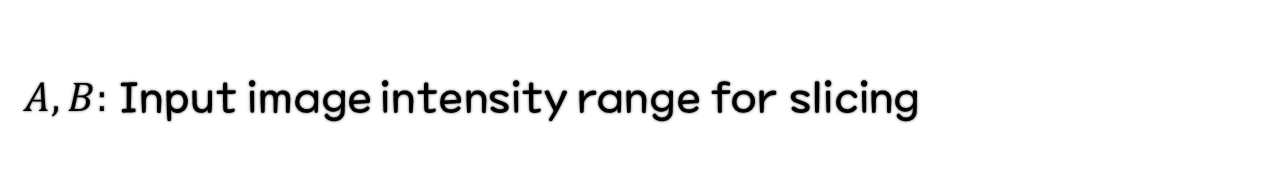 A, B: Input image intensity range for slicing